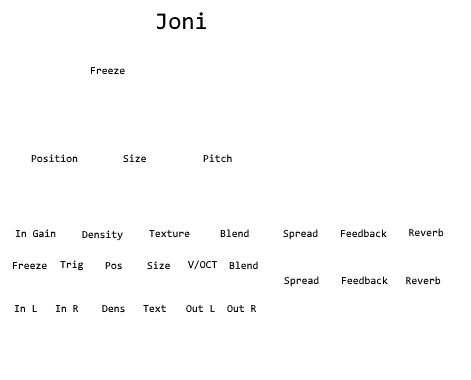 Joni
Freeze
Position Size Pitch
In Gain Density Texture Blend Spread Feedback Reverb
Freeze Trig Pos Size V/OCT Blend
Spread Feedback Reverb
In L In R Dens Text Out L Out R